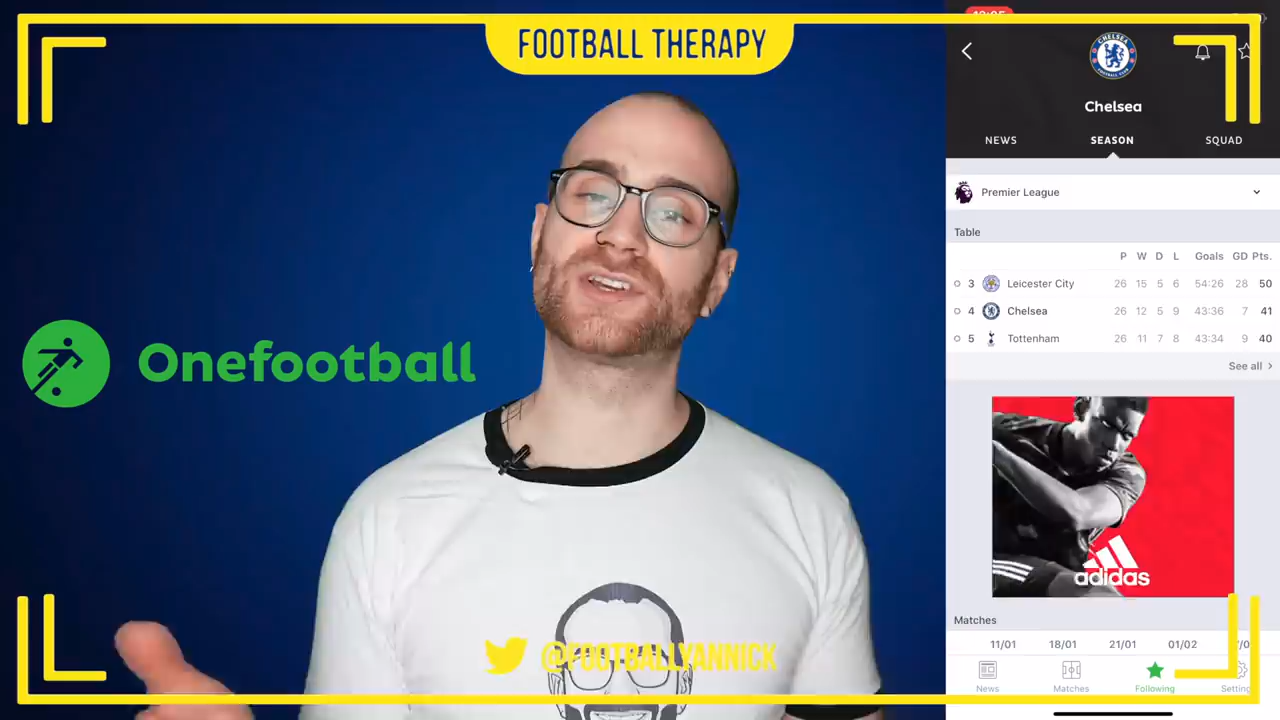 FOOTBALL THERAPY
Onefootball
@FOOTBALLYANNICK
Chelsea
NEWS SEASON SQUAD
Premier League
Table
P W D L Goals GD Pts.
3 Leicester City 26 15 5 6 54:26 28 50
4 Chelsea 26 12 5 9 43:36 7 41
5 Tottenham 26 11 7 8 43:34 9 40
See all
adidas
Matches
11/01 18/01 21/01 01/02
News Matches Following